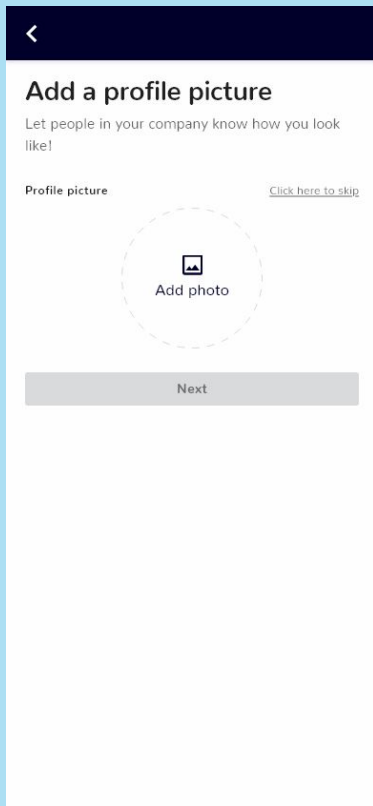 Add a profile picture
Let people in your company know how you look
like!
Profile picture
Click here to skip
Add photo
Next